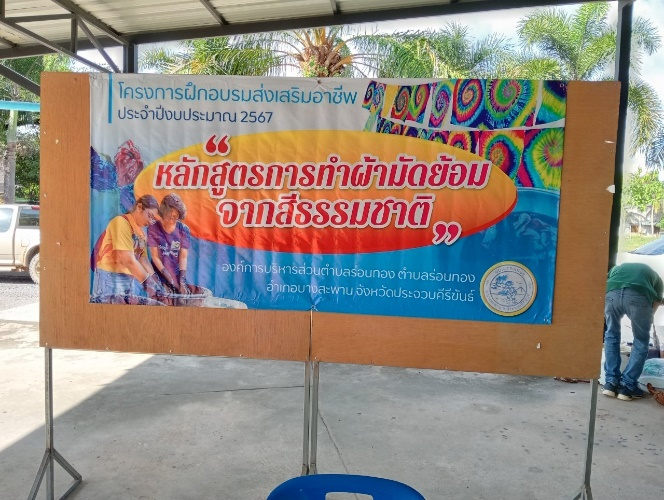 โครงการฝึกอบรมส่งเสริมอาชีพ
ประจำปีงบประมาณ 2567
“หลักสูตรการทำผ้ามัดย้อม
จากสีธรรมชาติ”
องค์การบริหารส่วนตำบลร่อนทอง ตำบลร่อนทอง
อำเภอบางสะพาน จังหวัดประจวบคีรีขันธ์